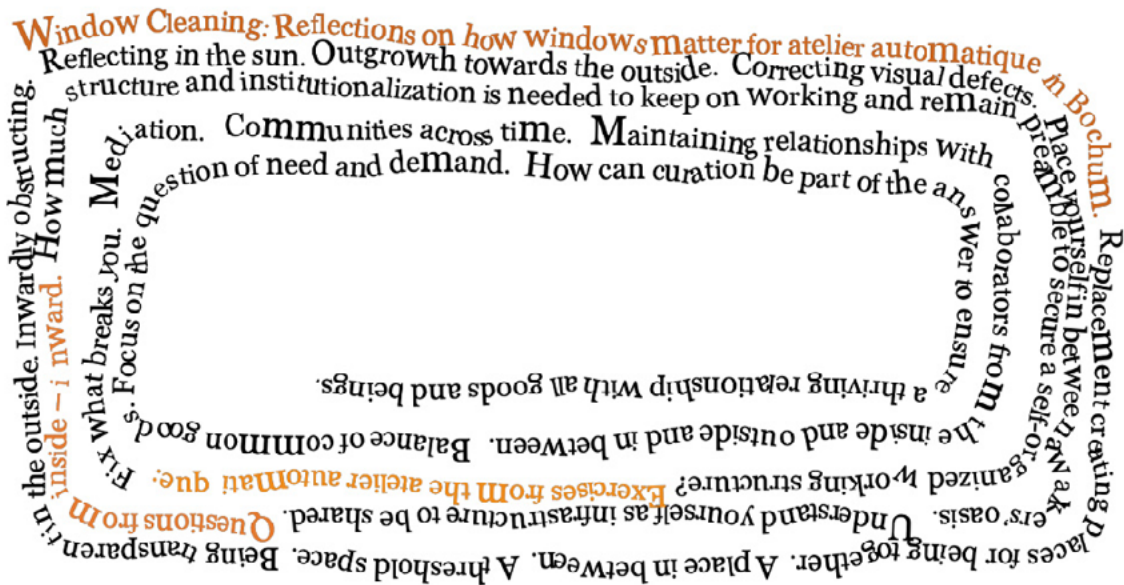 Window Cleaning: Reflections on how windows matter for atelier automatique in Bochum.
Replacement creating places for being together. A place in between. A threshold space. Being transparent in the outside. Inwardly obstructing.
Reflecting in the sun. Outgrowth towards the outside. Correcting visual defects.
Place yourself in between a walkers' oasis. Understand yourself as infrastructure to be shared.
Questions from inside – inward.
How much structure and institutionalization is needed to keep on working and remain preamble to secure a self-organized working structure?
Exercises from the atelier automatique:
Fix what breaks you. Mediation. Communities across time. Maintaining relationships with collaborators from the inside and outside and in between. Balance of common goods. Focus on the question of need and demand. How can curation be part of the answer to ensure a thriving relationship with all goods and beings.